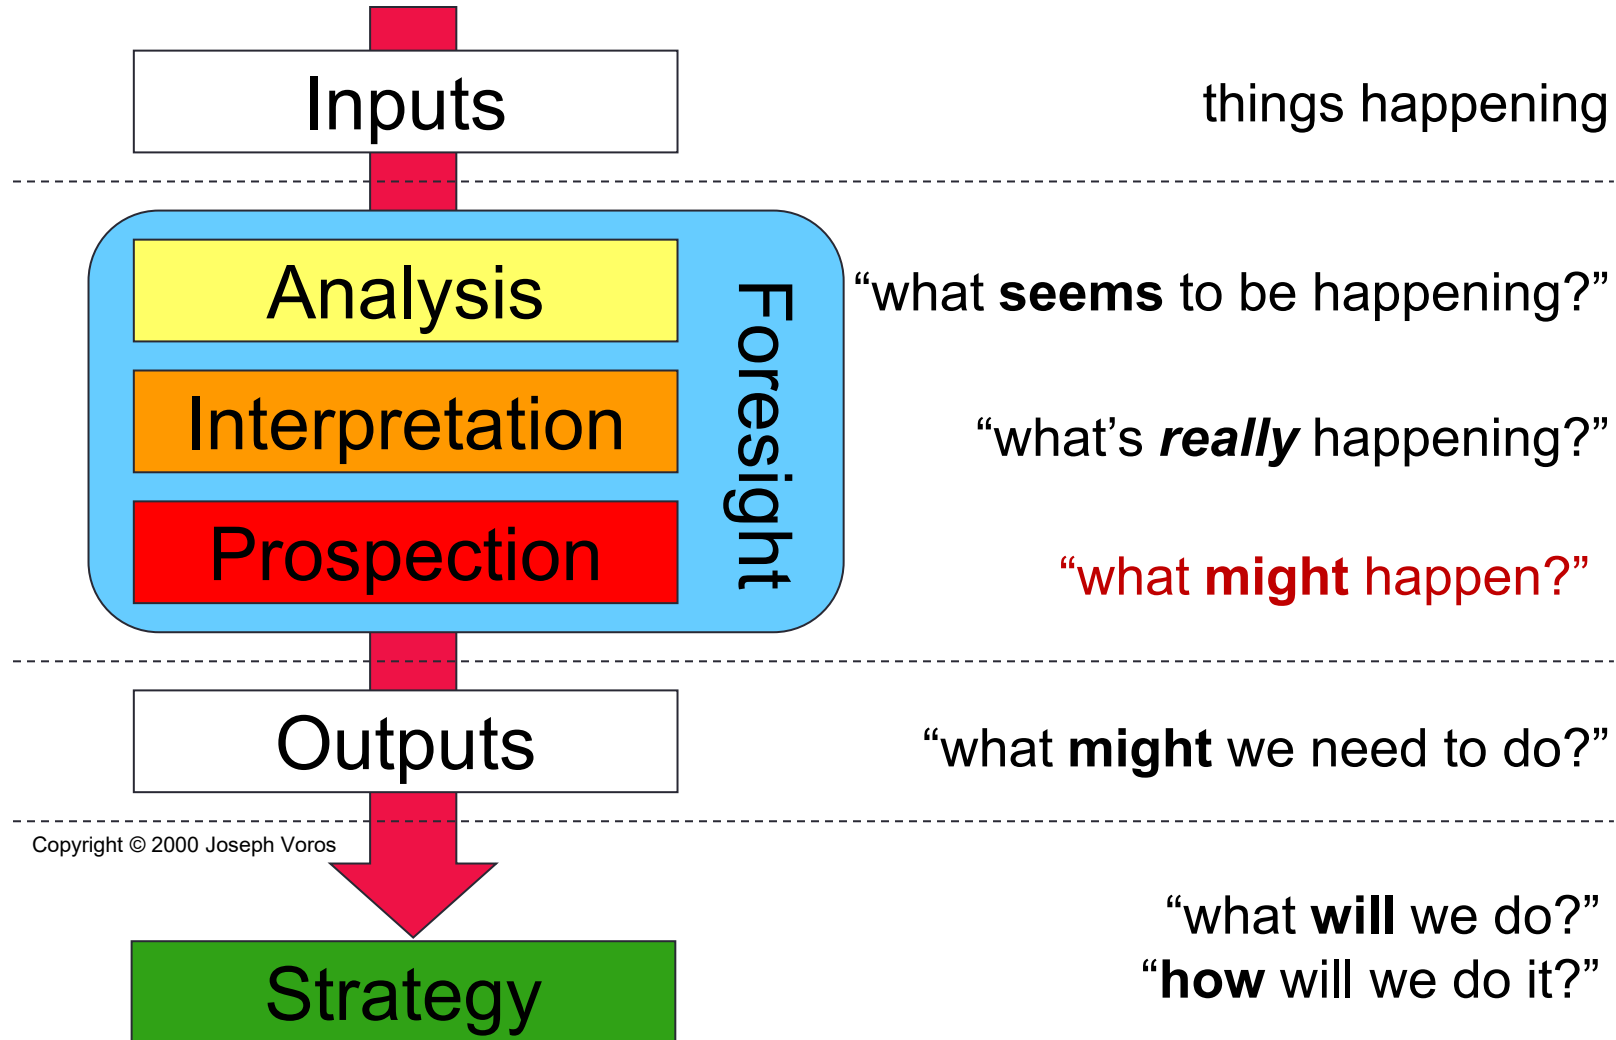 Inputs
things happening
Analysis
“what seems to be happening?”
Interpretation
“what’s really happening?”
Prospection
“what might happen?”
Foresight
Outputs
“what might we need to do?”
Copyright © 2000 Joseph Voros
“what will we do?”
“how will we do it?”
Strategy